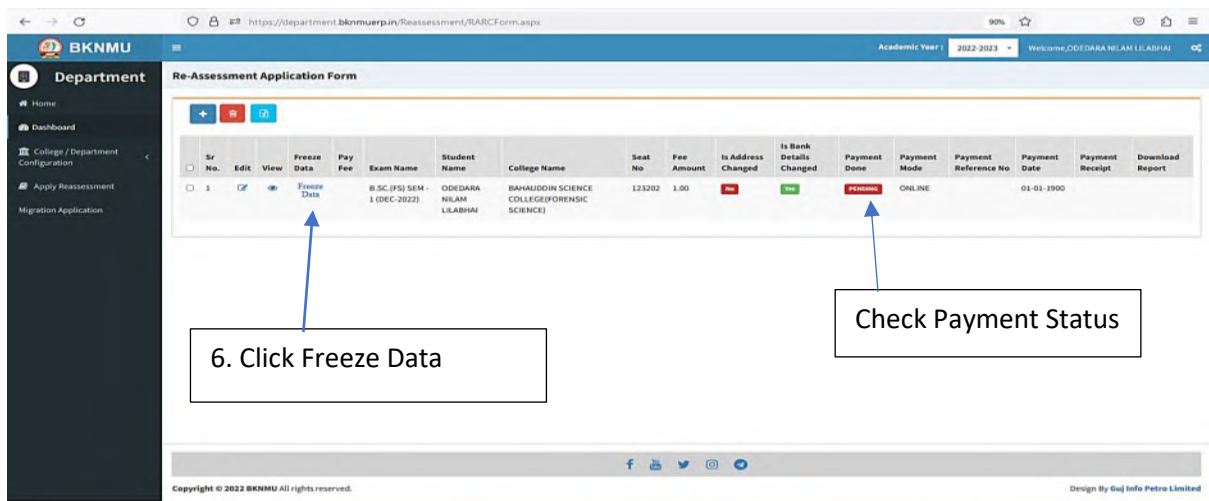 https://department.bknmuerp.in/Reassessment/RARCForm.aspx
90%
BKNMU
Academic Year :
2022-2023
Welcome,ODEDARA NILAM LILABHAI
Department
Re-Assessment Application Form
Home
Dashboard
College / Department
Configuration
Apply Reassessment
Migration Application
Sr
No.
Edit
View
Freeze
Data
Pay
Fee
Exam Name
Student
Name
College Name
Seat
No
Fee
Amount
Is Address
Changed
Is Bank
Details
Changed
Payment
Done
Payment
Mode
Payment
Reference No
Payment
Date
Payment
Receipt
Download
Report
1
Freeze
Data
B.SC.(FS) SEM -
1 (DEC-2022)
ODEDARA
NILAM
LILABHAI
BAHAUDDIN SCIENCE
COLLEGE(FORENSIC
SCIENCE)
123202
1.00
No
Yes
PENDING
ONLINE
01-01-1900
6. Click Freeze Data
Check Payment Status
Copyright © 2022 BKNMU All rights reserved.
Design By Guj Info Petro Limited